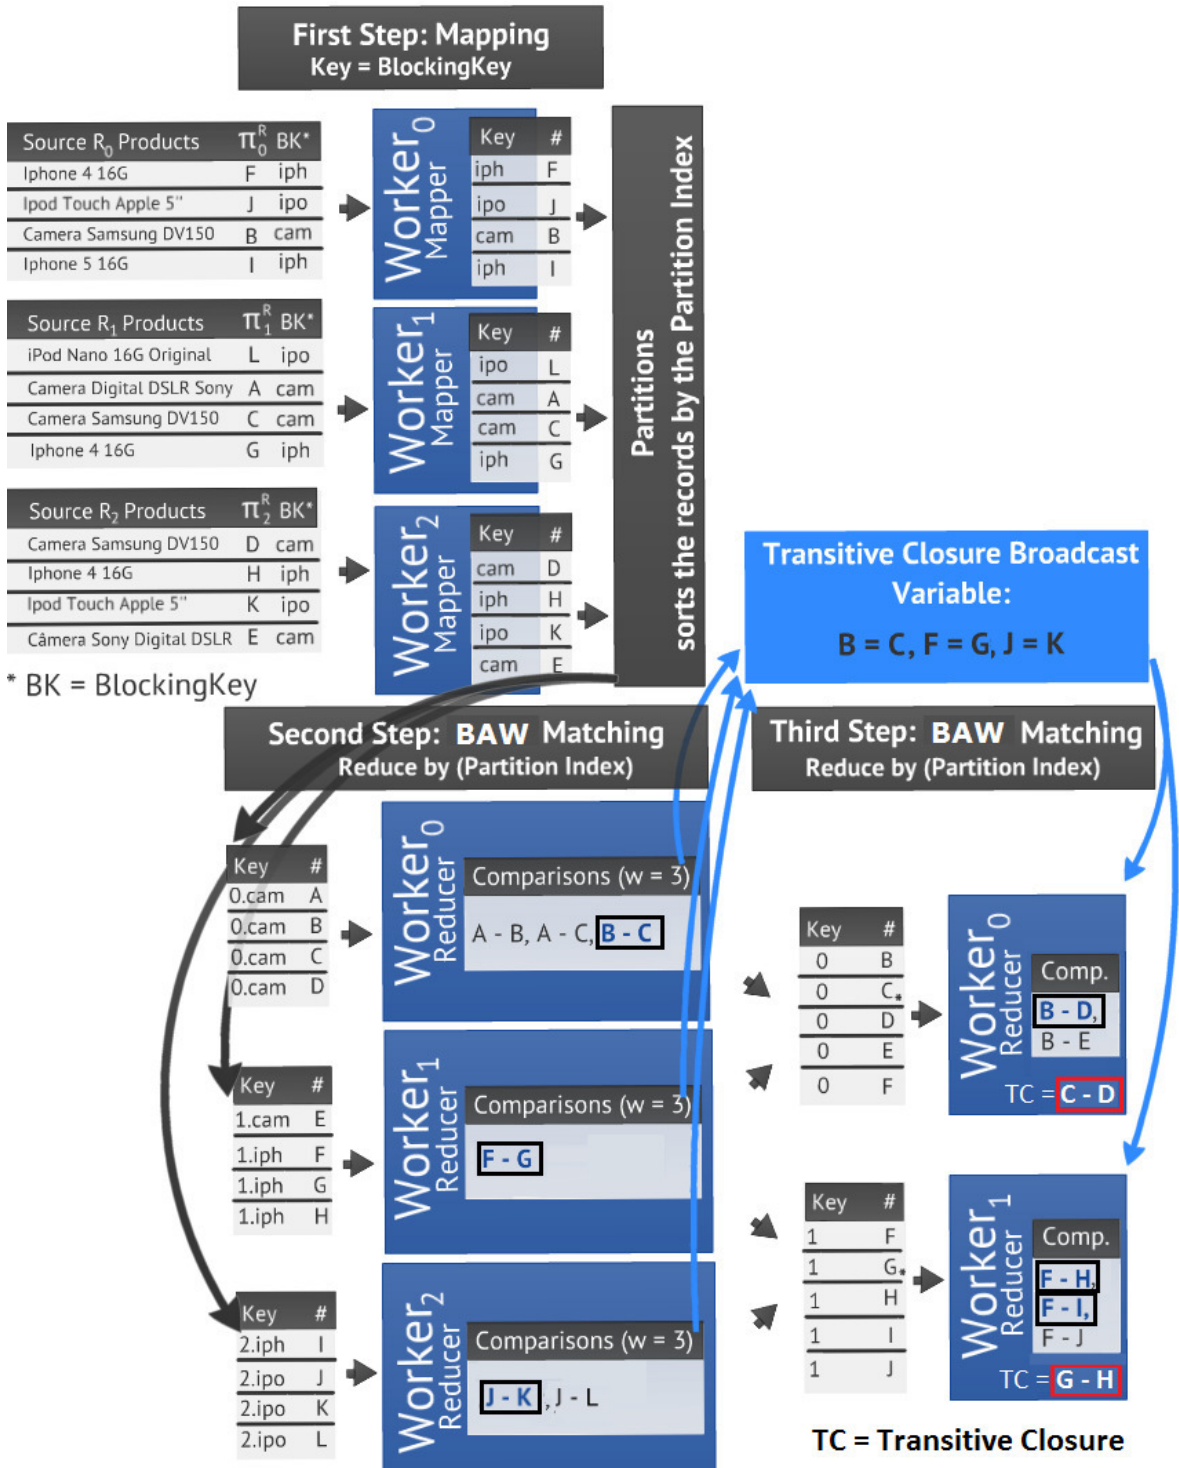 First Step: Mapping
Key = BlockingKey
Source R0 Products π0R BK*
Iphone 4 16G F iph
Ipod Touch Apple 5" J ipo
Camera Samsung DV150 B cam
Iphone 5 16G I iph
Worker0
Mapper
Key #
iph F
ipo J
cam B
iph I
Source R1 Products π1R BK*
iPod Nano 16G Original L ipo
Camera Digital DSLR Sony A cam
Camera Samsung DV150 C cam
Iphone 4 16G G iph
Worker1
Mapper
Key #
ipo L
cam A
cam C
iph G
Source R2 Products π2R BK*
Camera Samsung DV150 D cam
Iphone 4 16G H iph
Ipod Touch Apple 5" K ipo
Câmera Sony Digital DSLR E cam
Worker2
Mapper
Key #
cam D
iph H
ipo K
cam E
* BK = BlockingKey
Partitions
sorts the records by the Partition Index
Transitive Closure Broadcast
Variable:
B = C, F = G, J = K
Second Step: BAW Matching
Reduce by (Partition Index)
Key #
0.cam A
0.cam B
0.cam C
0.cam D
Worker0
Reducer
Comparisons (w = 3)
A - B, A - C, B - C
Key #
1.cam E
1.iph F
1.iph G
1.iph H
Worker1
Reducer
Comparisons (w = 3)
F - G
Key #
2.iph I
2.ipo J
2.ipo K
2.ipo L
Worker2
Reducer
Comparisons (w = 3)
J - K, J - L
Third Step: BAW Matching
Reduce by (Partition Index)
Key #
0 B
0 C*
0 D
0 E
0 F
Worker0
Reducer
Comp.
B - D,
B - E
TC = C - D
Key #
1 F
1 G*
1 H
1 I
1 J
Worker1
Reducer
Comp.
F - H,
F - I,
F - J
TC = G - H
TC = Transitive Closure